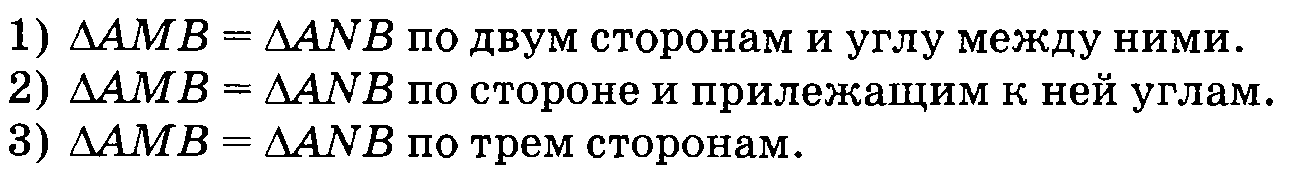 1) ΔAMB = ΔANB по двум сторонам и углу между ними.
2) ΔAMB = ΔANB по стороне и прилежащим к ней углам.
3) ΔAMB = ΔANB по трем сторонам.